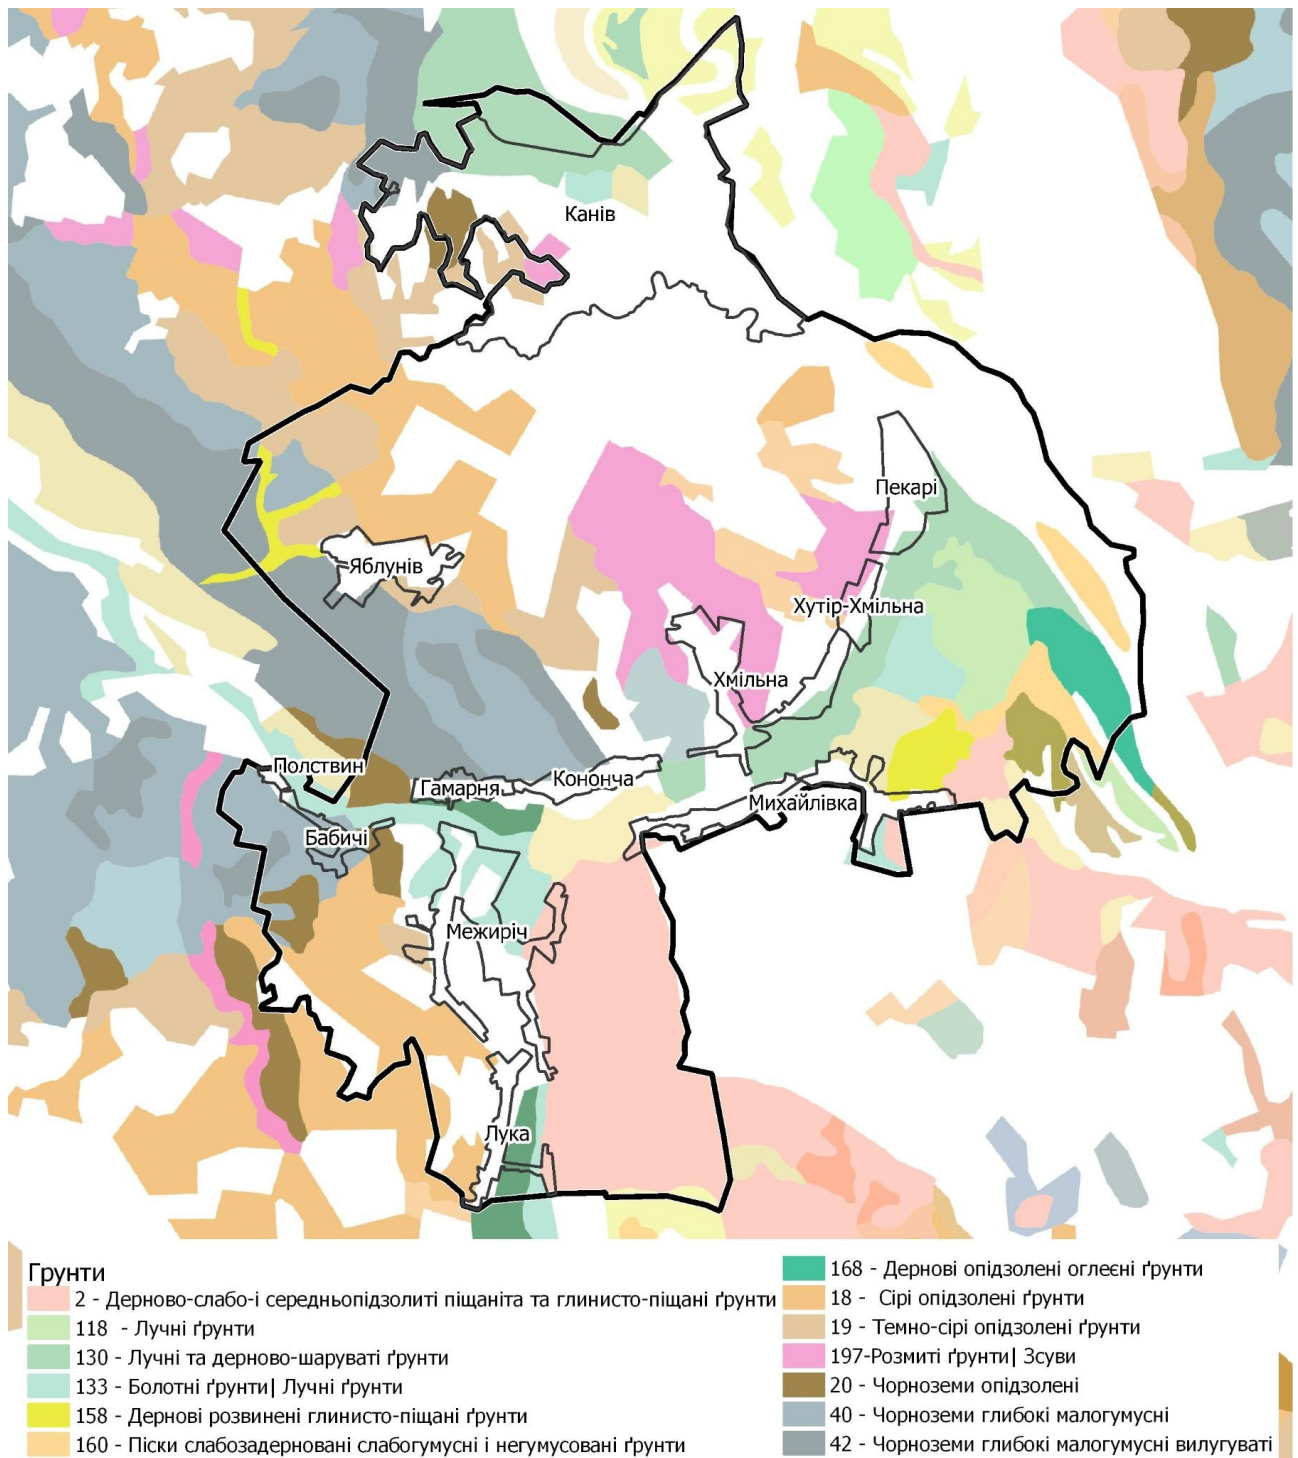 Канів
Пекарі
Яблунів
Хутір-Хмільна
Хмільна
Полствин
Гамарня
Кононча
Михайлівка
Бабичі
Межиріч
Лука
Грунти
2 - Дерново-слабо-і середньопідзолиті піщаніта та глинисто-піщані ґрунти
118 - Лучні ґрунти
130 - Лучні та дерново-шаруваті ґрунти
133 - Болотні ґрунти| Лучні ґрунти
158 - Дернові розвинені глинисто-піщані ґрунти
160 - Піски слабозадерновані слабогумусні і негумусовані ґрунти
168 - Дернові опідзолені оглеєні ґрунти
18 - Сірі опідзолені ґрунти
19 - Темно-сірі опідзолені ґрунти
197-Розмиті ґрунти| Зсуви
20 - Чорноземи опідзолені
40 - Чорноземи глибокі малогумусні
42 - Чорноземи глибокі малогумусні вилугуваті